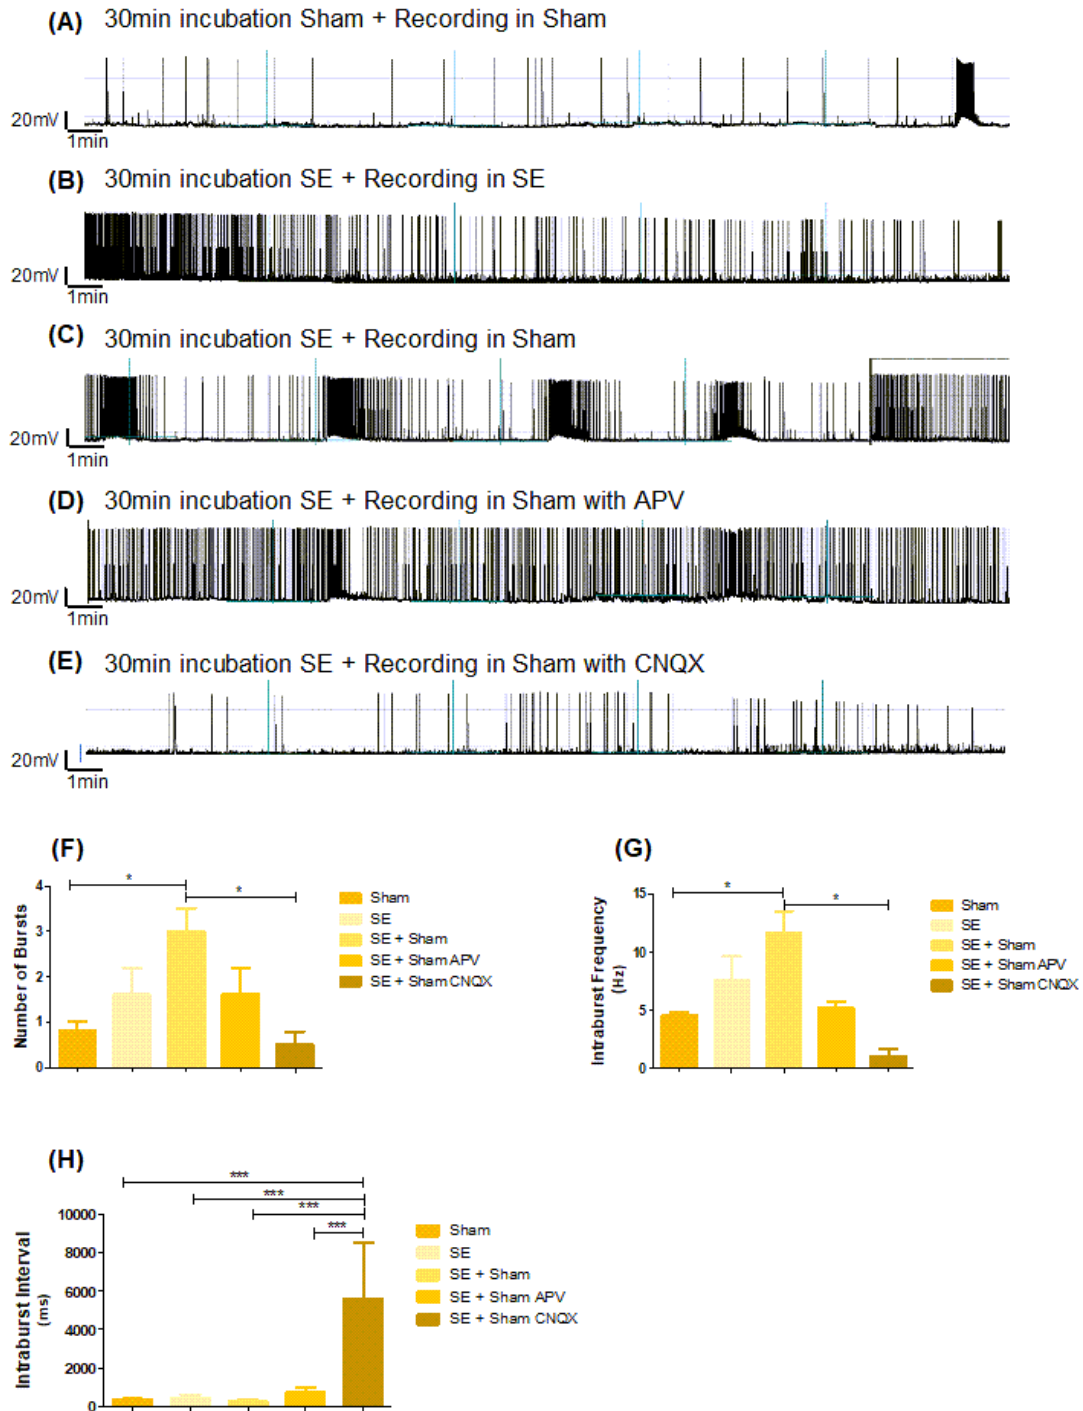 (A) 30min incubation Sham + Recording in Sham
20mV
1min
(B) 30min incubation SE + Recording in SE
20mV
1min
(C) 30min incubation SE + Recording in Sham
20mV
1min
(D) 30min incubation SE + Recording in Sham with APV
20mV
1min
(E) 30min incubation SE + Recording in Sham with CNQX
20mV
1min
(F)
Number of Bursts
4
3
2
1
0
*
*
Sham
SE
SE + Sham
SE + Sham APV
SE + Sham CNQX
(G)
Intraburst Frequency
(Hz)
15
10
5
0
*
*
Sham
SE
SE + Sham
SE + Sham APV
SE + Sham CNQX
(H)
Intraburst Interval
(ms)
10000
8000
6000
4000
2000
0
***
***
***
***
Sham
SE
SE + Sham
SE + Sham APV
SE + Sham CNQX